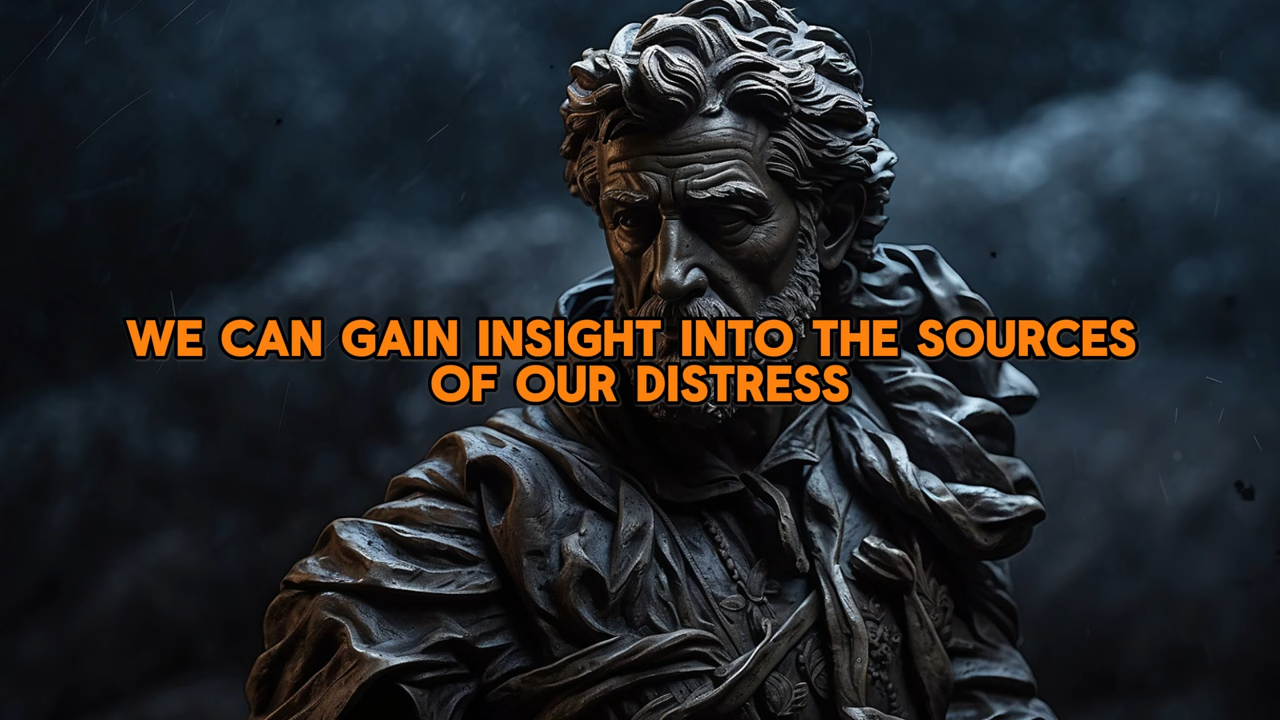 WE CAN GAIN INSIGHT INTO THE SOURCES
OF OUR DISTRESS